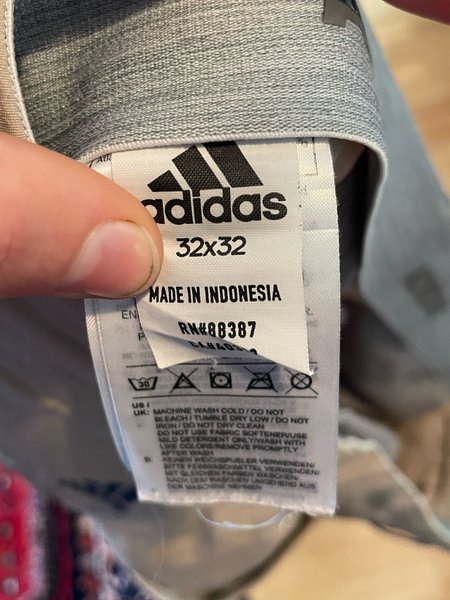 adidas
32x32
MADE IN INDONESIA
RN#88387
30
US /
UK: MACHINE WASH COLD / DO NOT
BLEACH / TUMBLE DRY LOW / DO NOT
IRON / DO NOT DRY CLEAN
DO NOT USE FABRIC SOFTENER/USE
MILD DETERGENT ONLY/WASH WITH
LIKE COLORS/REMOVE PROMPTLY
AFTER WASH
D: KEINEN WEICHSPUELER VERWENDEN/
BITTE FEINWASCHMITTEL VERWENDEN/
MIT GLEICHEN FARBEN WASCHEN/
NACH DEM WASCHEN UMGEHEND AUS
DER MASCHINE NEHMEN